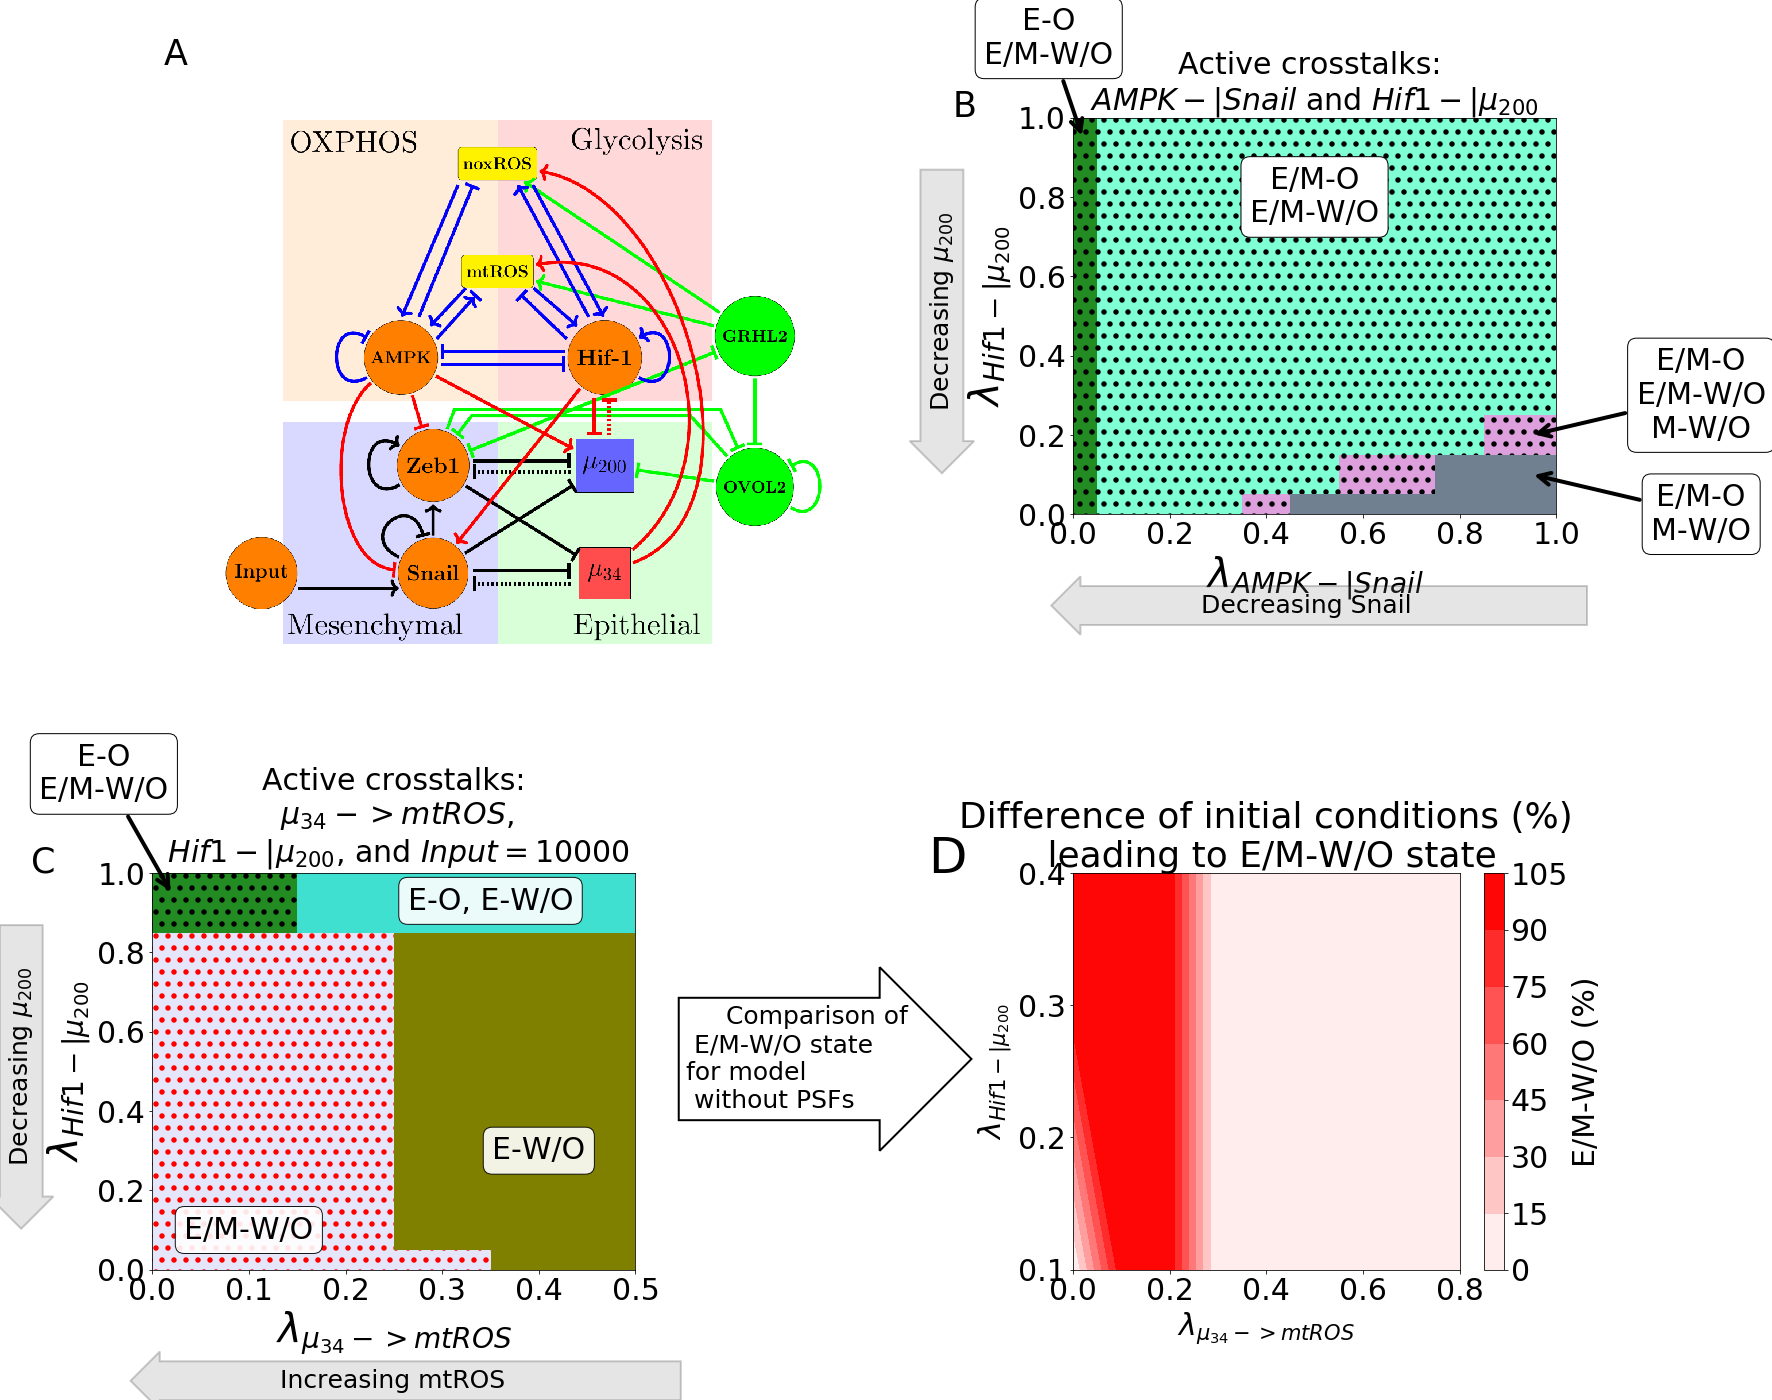 A
OXPHOS
Glycolysis
noxROS
mtROS
AMPK
Hif-1
GRHL2
Zeb1
μ200
OVOL2
Input
Snail
μ34
Mesenchymal
Epithelial
E-O
E/M-W/O
B
Active crosstalks:
AMPK − |Snail and Hif1 − |μ200
E/M-O
E/M-W/O
Decreasing μ200
λHif1 − |μ200
1.0
0.8
0.6
0.4
0.2
0.0
0.0 0.2 0.4 0.6 0.8 1.0
E/M-O
E/M-W/O
M-W/O
E/M-O
M-W/O
λAMPK − |Snail
Decreasing Snail
E-O
E/M-W/O
C
Active crosstalks:
μ34 − > mtROS,
Hif1 − |μ200, and Input = 10000
E-O, E-W/O
E-W/O
E/M-W/O
Decreasing μ200
λHif1 − |μ200
1.0
0.8
0.6
0.4
0.2
0.0
0.0 0.1 0.2 0.3 0.4 0.5
λμ34 − > mtROS
Increasing mtROS
Comparison of
E/M-W/O state
for model
without PSFs
D
Difference of initial conditions (%)
leading to E/M-W/O state
λHif1 − |μ200
0.4
0.3
0.2
0.1
0.0 0.2 0.4 0.6 0.8
λμ34 − > mtROS
105
90
75
60
45
30
15
0
E/M-W/O (%)